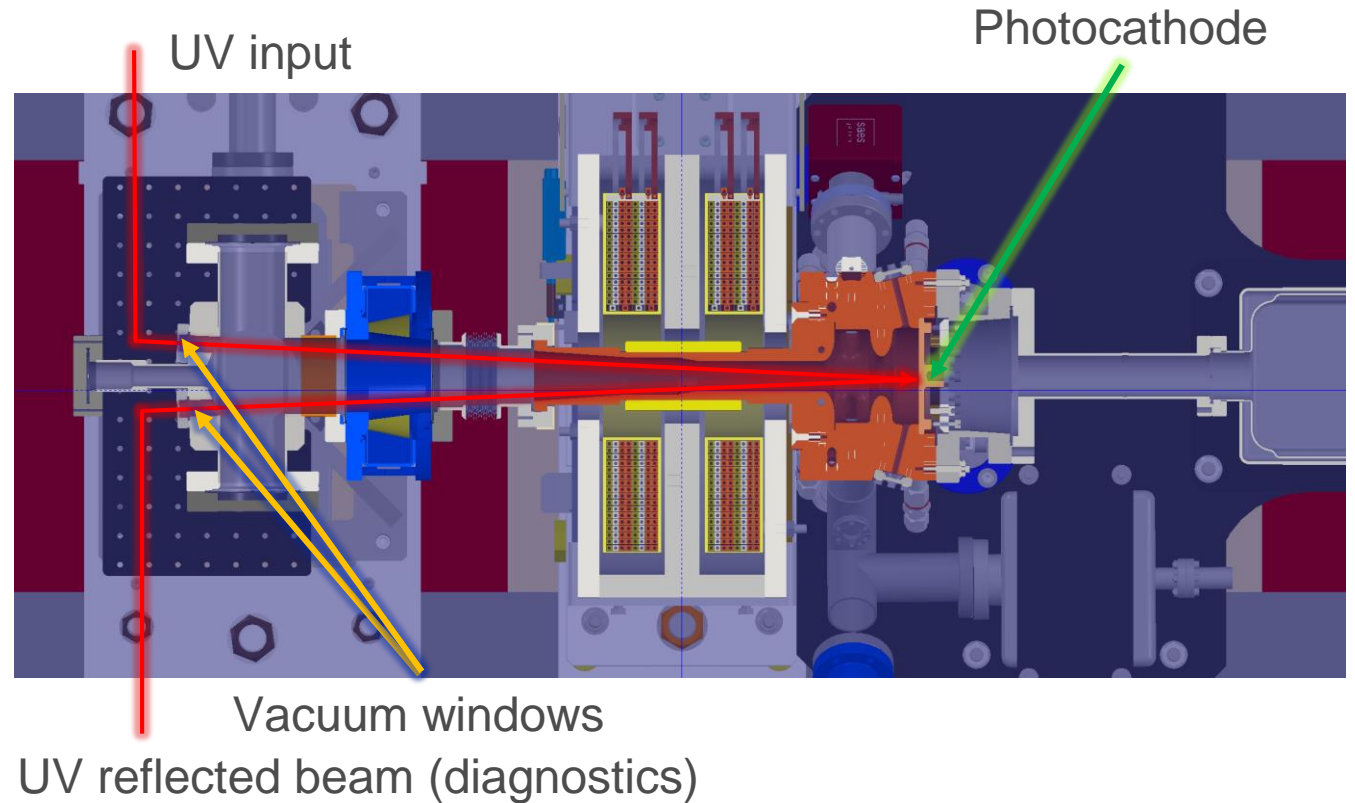 UV input
Photocathode
saes
Vacuum windows
UV reflected beam (diagnostics)